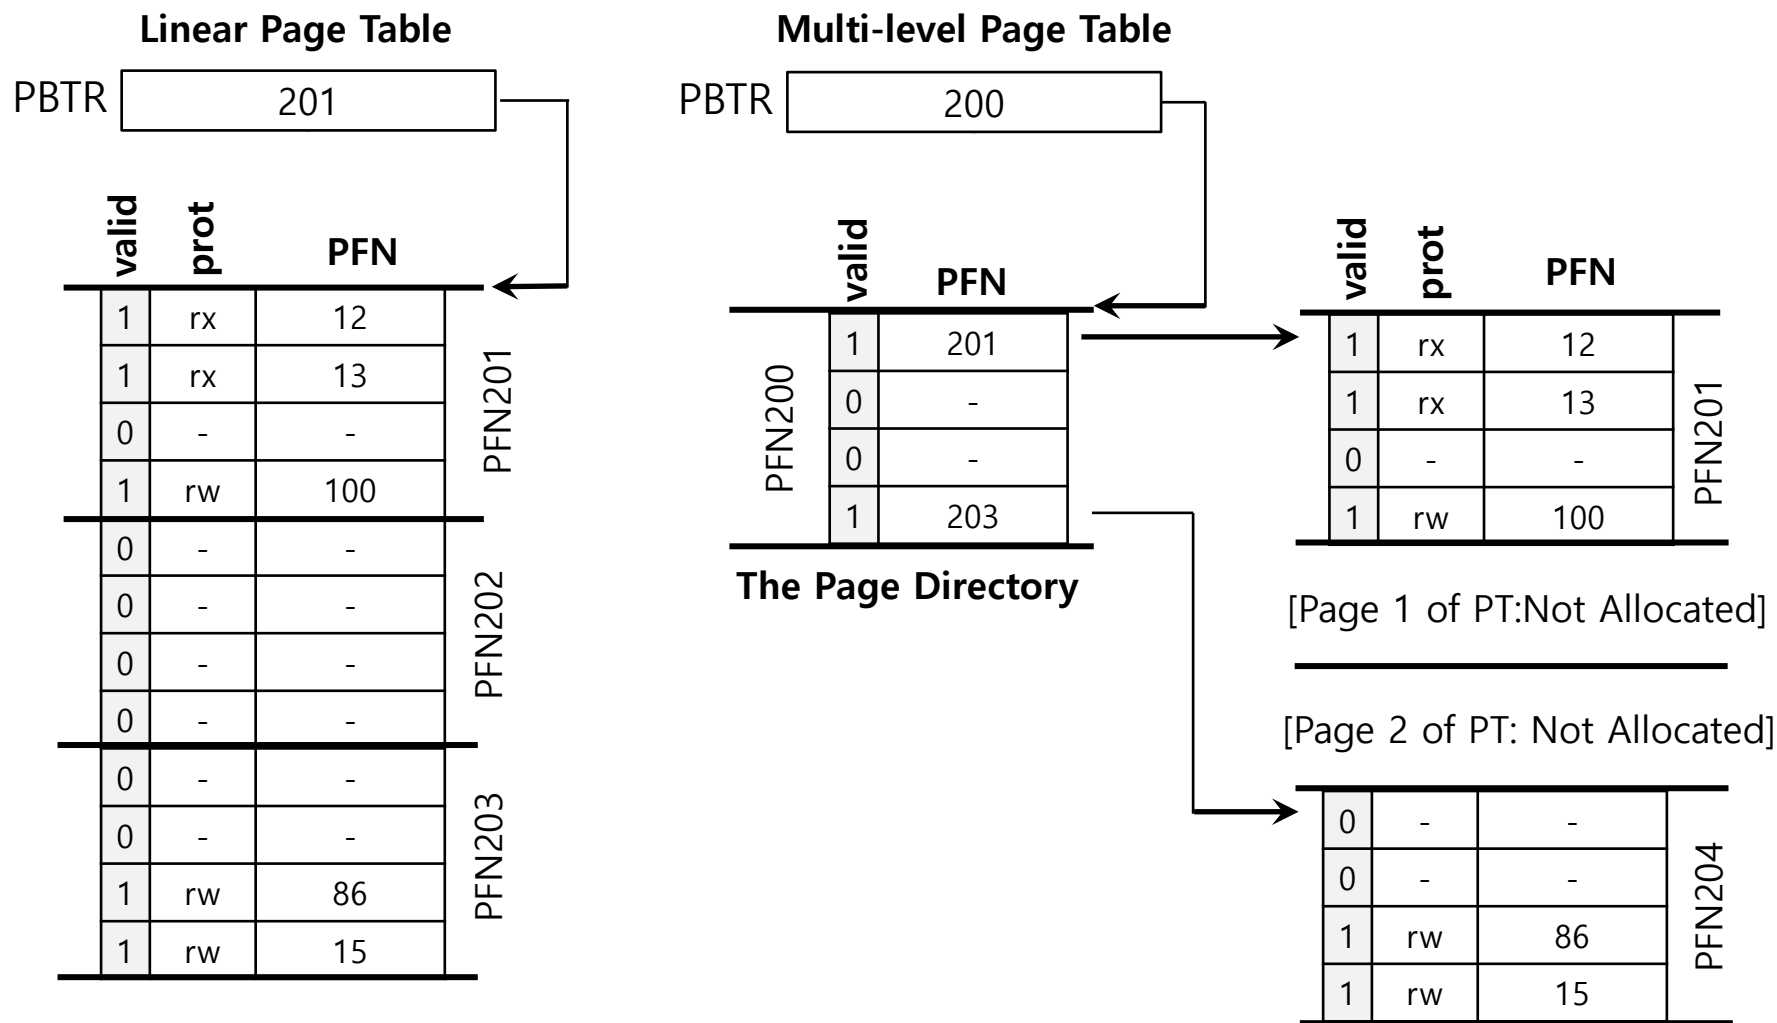 Linear Page Table
PBTR 201
valid prot PFN
1 rx 12
1 rx 13
0 - -
1 rw 100
PFN201
0 - -
0 - -
0 - -
0 - -
PFN202
0 - -
0 - -
1 rw 86
1 rw 15
PFN203
Multi-level Page Table
PBTR 200
valid PFN
1 201
0 -
0 -
1 203
PFN200
The Page Directory
valid prot PFN
1 rx 12
1 rx 13
0 - -
1 rw 100
PFN201
[Page 1 of PT:Not Allocated]
[Page 2 of PT: Not Allocated]
0 - -
0 - -
1 rw 86
1 rw 15
PFN204